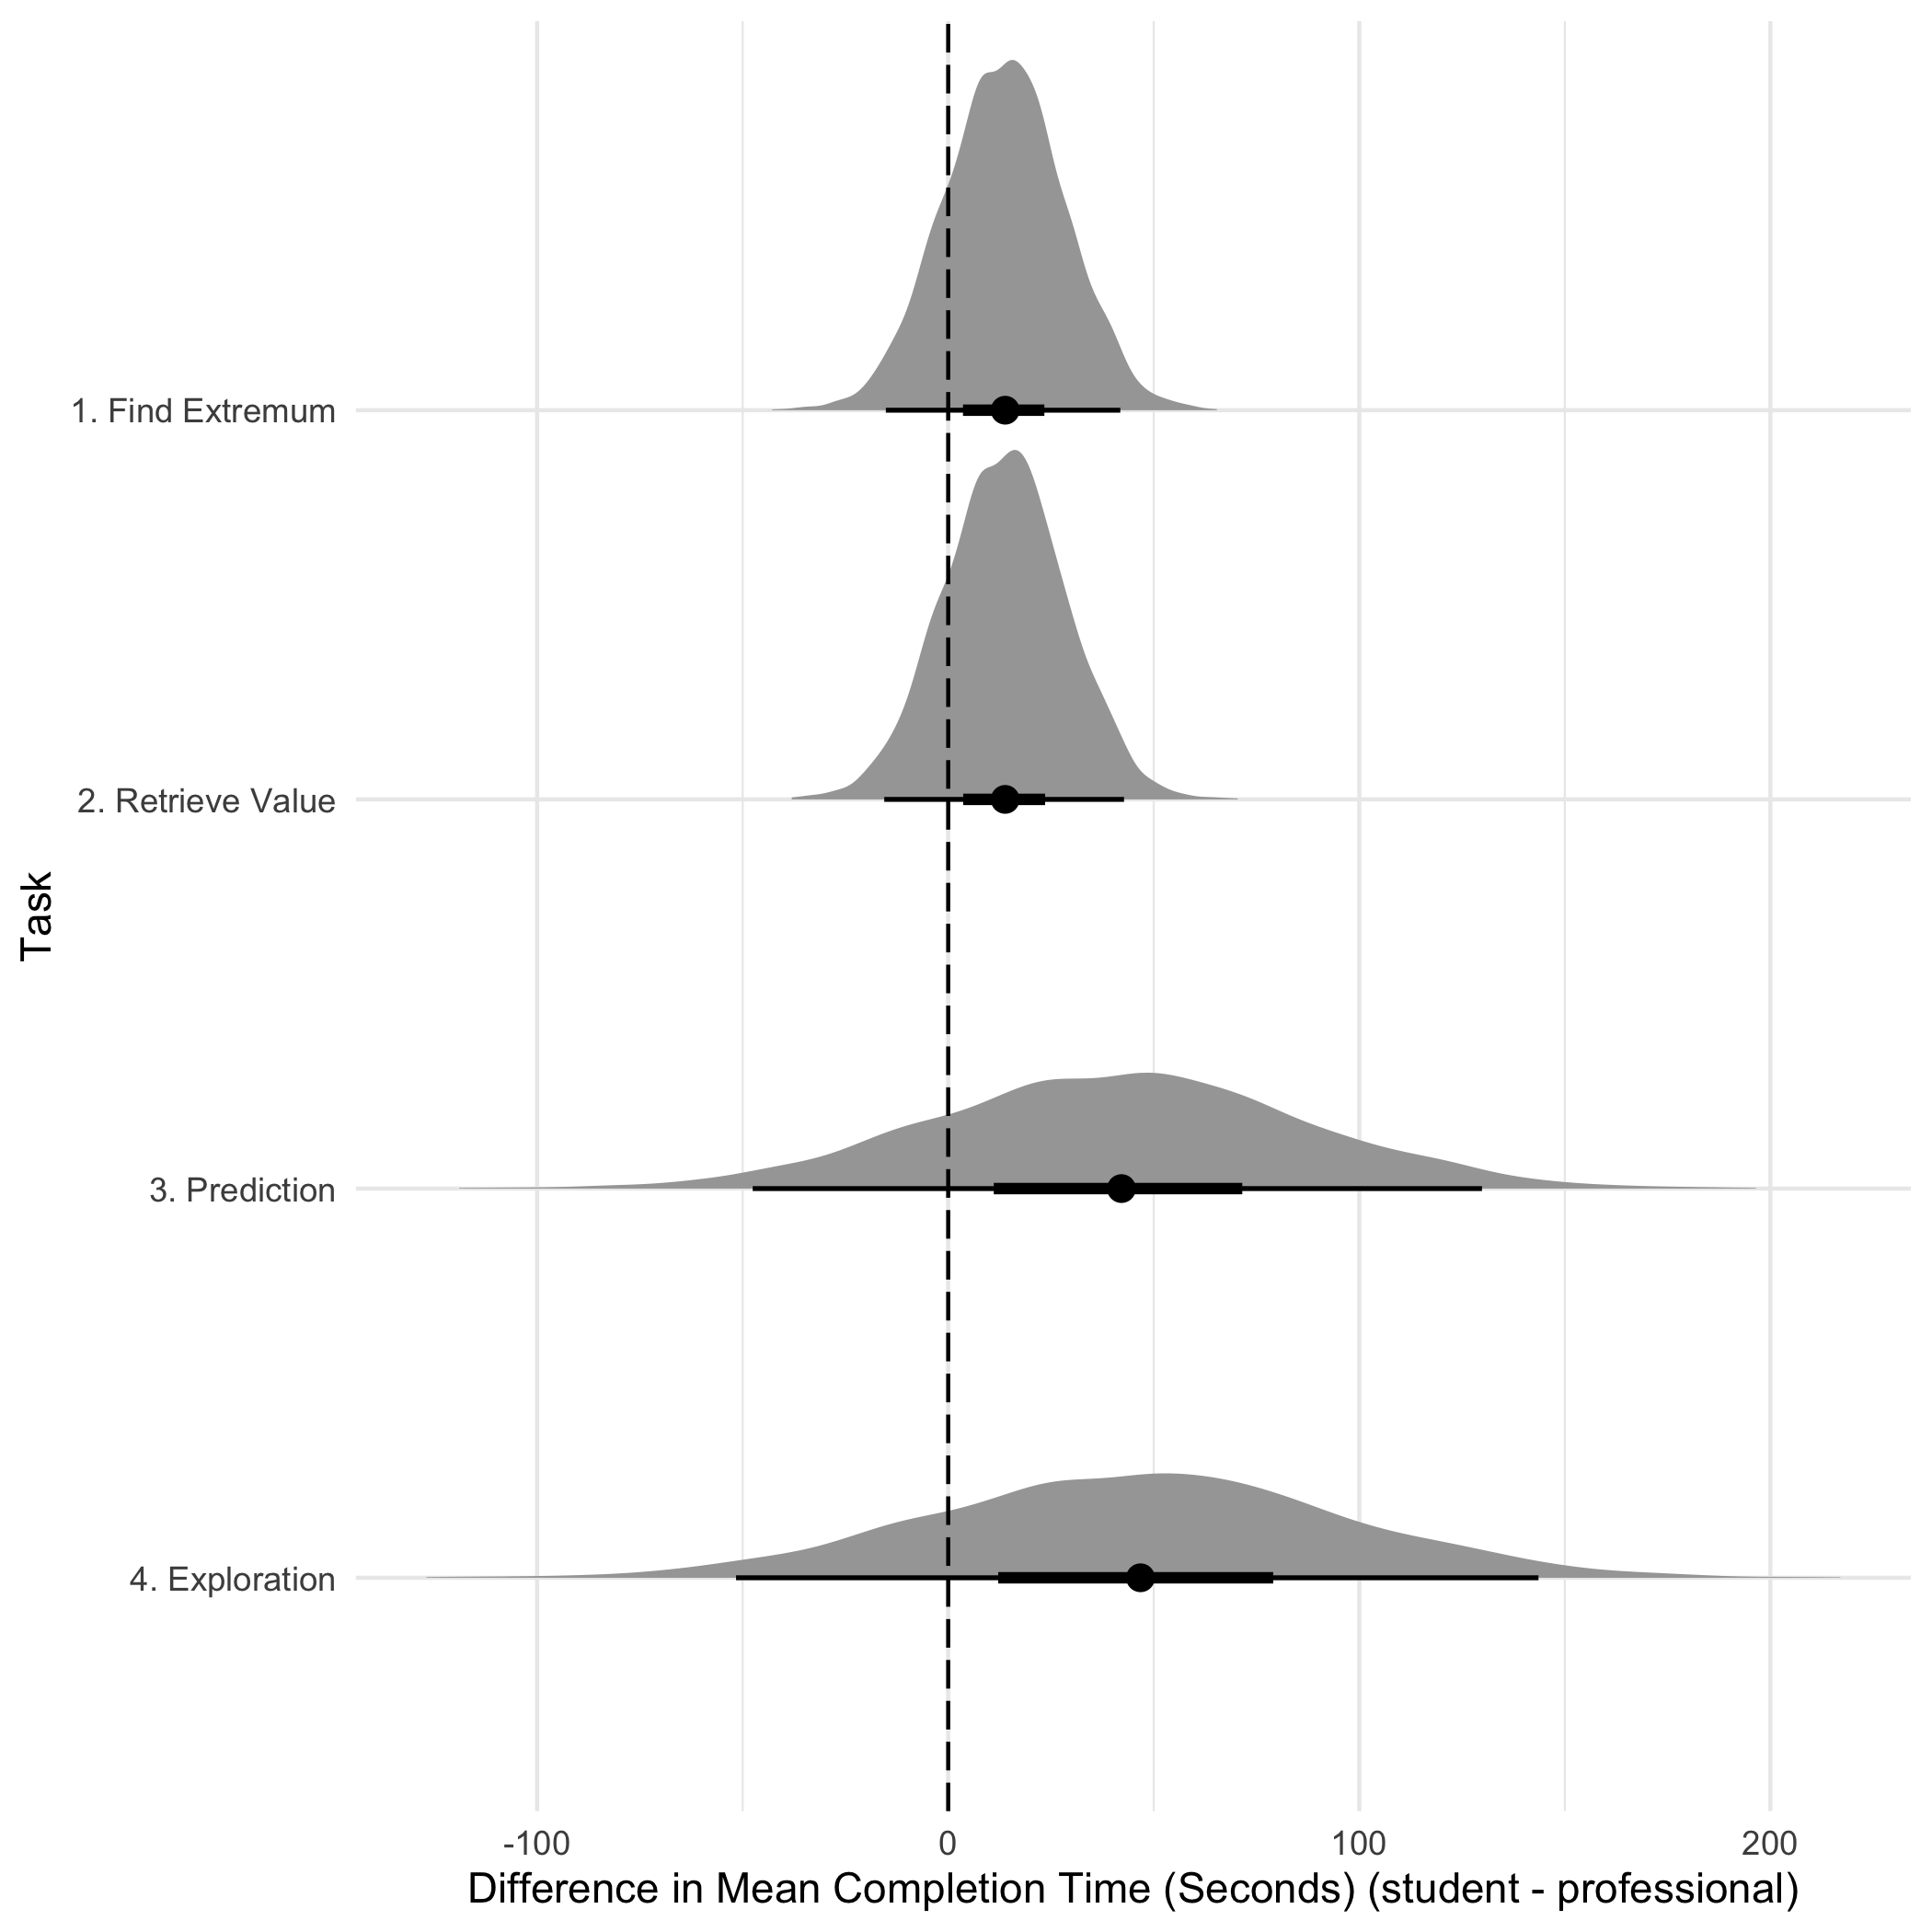 1. Find Extremum
2. Retrieve Value
Task
3. Prediction
4. Exploration
-100 0 100 200
Difference in Mean Completion Time (Seconds) (student - professional)